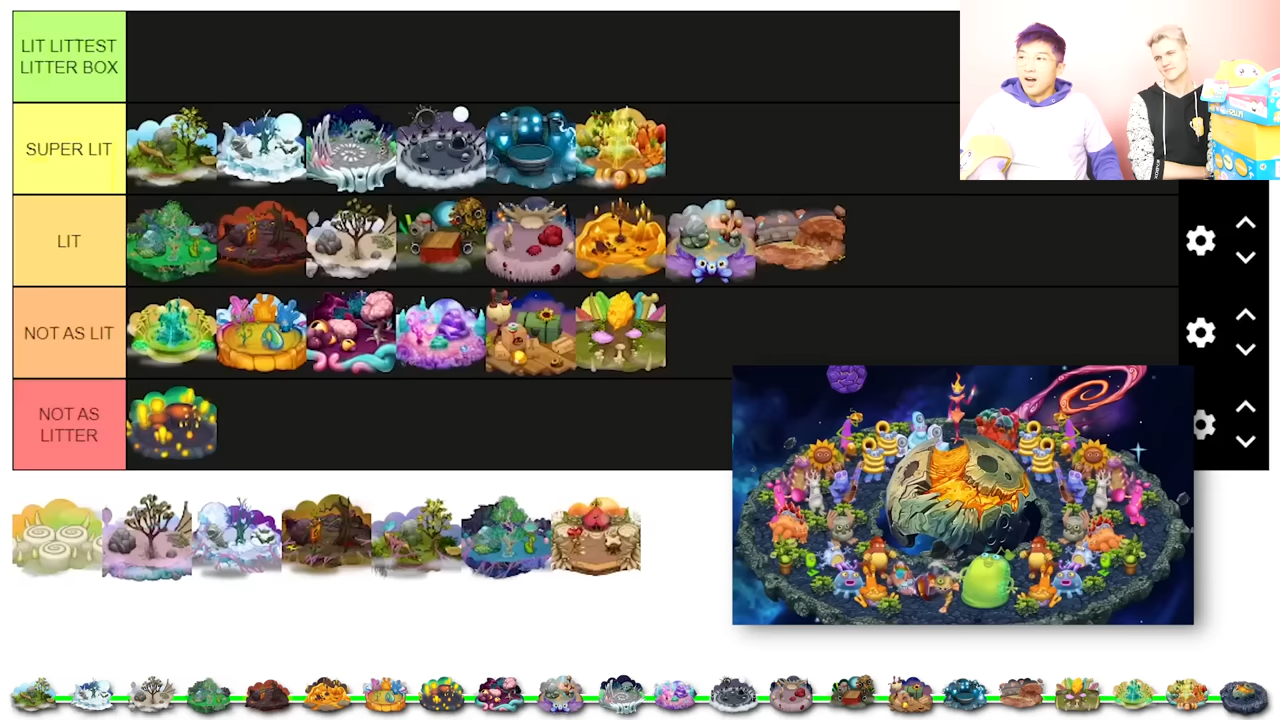 LIT LITTEST
LITTER BOX
SUPER LIT
LIT
NOT AS LIT
NOT AS
LITTER